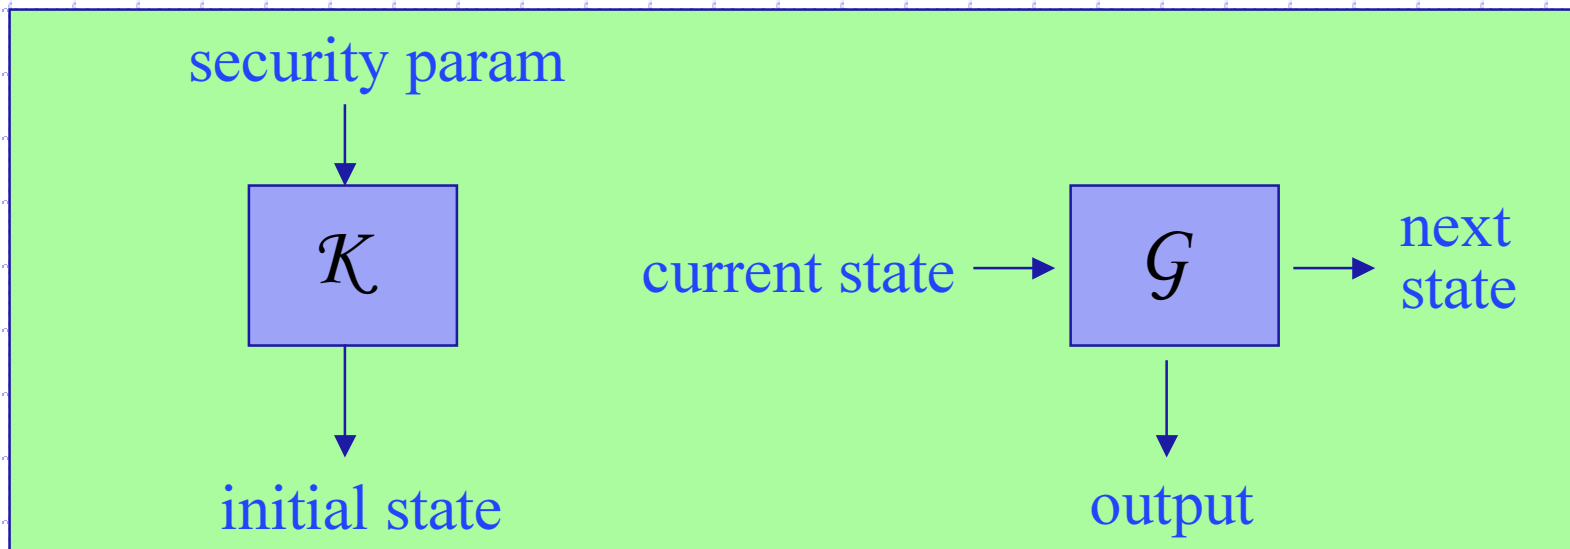 security param
𝒦
initial state
current state
𝒢
next
state
output